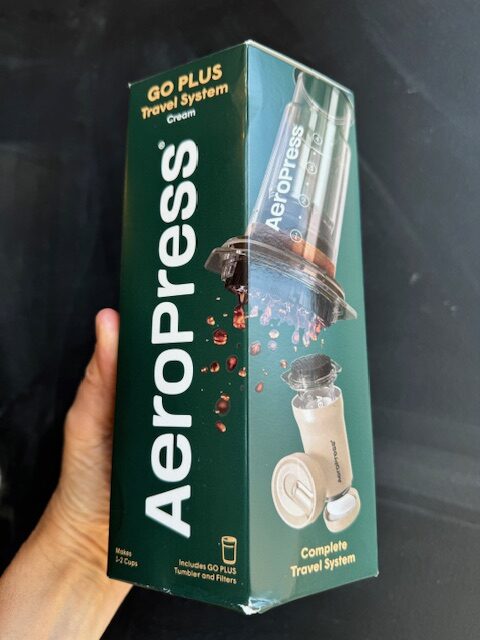 GO PLUS
Travel System
Cream
AeroPress®
Makes
1-2 Cups
Includes GO PLUS
Tumbler and Filters
AeroPress
AeroPress
Complete
Travel System